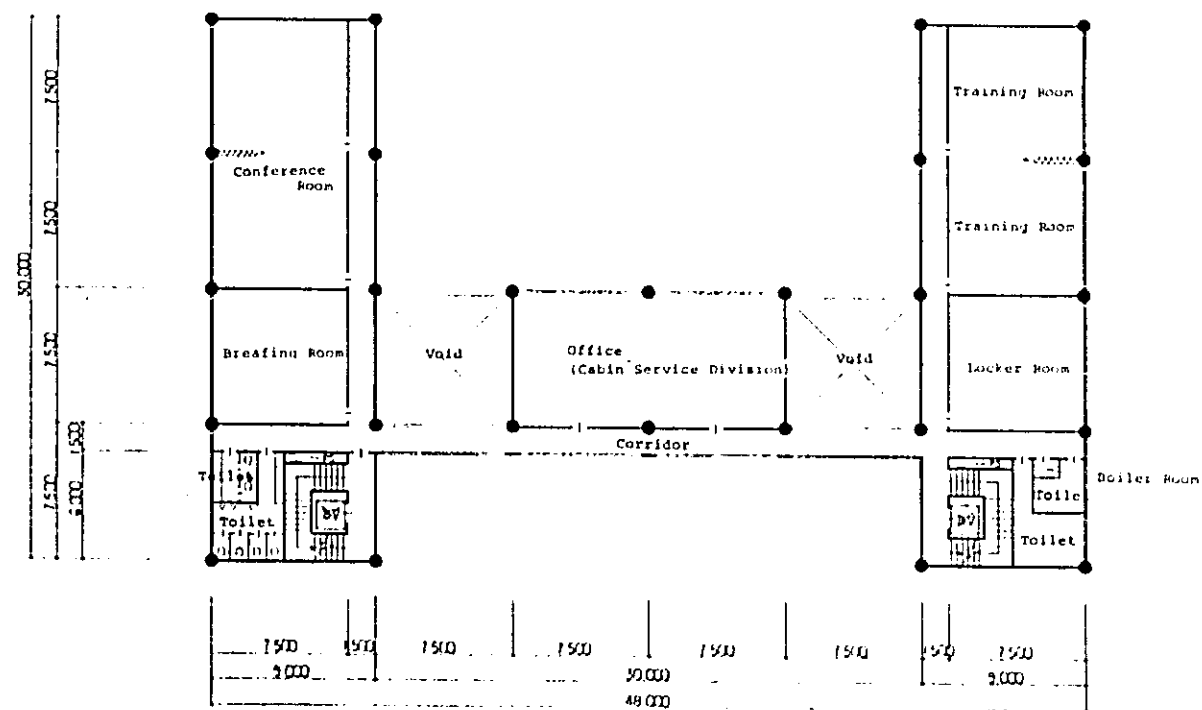 Training Room
7,500
Conference
Room
7,500
Training Room
30,000
Breafing Room
Void
Office
(Cabin Service Division)
Void
Locker Room
7,500
1,500
Corridor
7,500
6,000
Toilet
Toilet
Boiler Room
Toile
Toilet
7,500
1,500
7,500
7,500
7,500
7,500
1,500
7,500
9,000
30,000
9,000
48,000